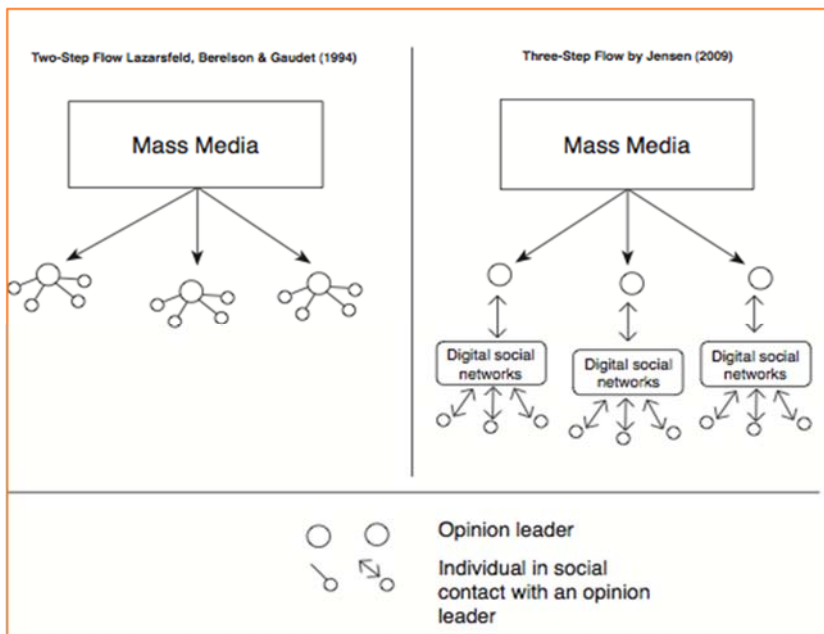 Two-Step Flow Lazarsfeld, Berelson & Gaudet (1994)
Mass Media
Three-Step Flow by Jensen (2009)
Mass Media
Digital social
networks
Digital social
networks
Digital social
networks
Opinion leader
Individual in social
contact with an opinion
leader